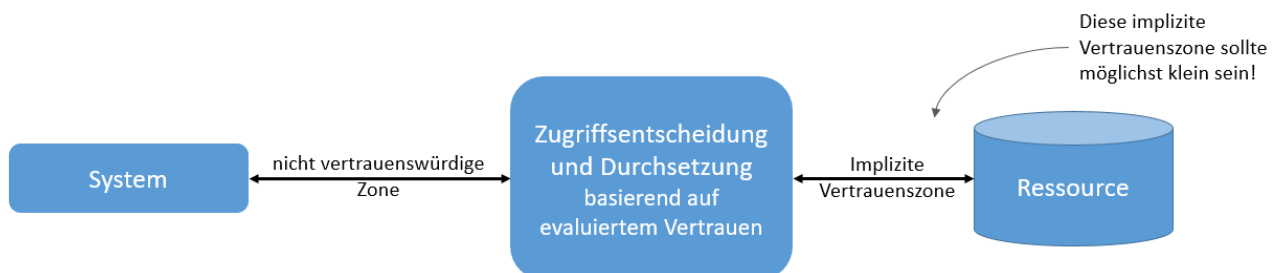 Diese implizite
Vertrauenszone sollte
möglichst klein sein!
System
nicht vertrauenswürdige
Zone
Zugriffsentscheidung
und Durchsetzung
basierend auf
evaluiertem Vertrauen
Implizite
Vertrauenszone
Ressource